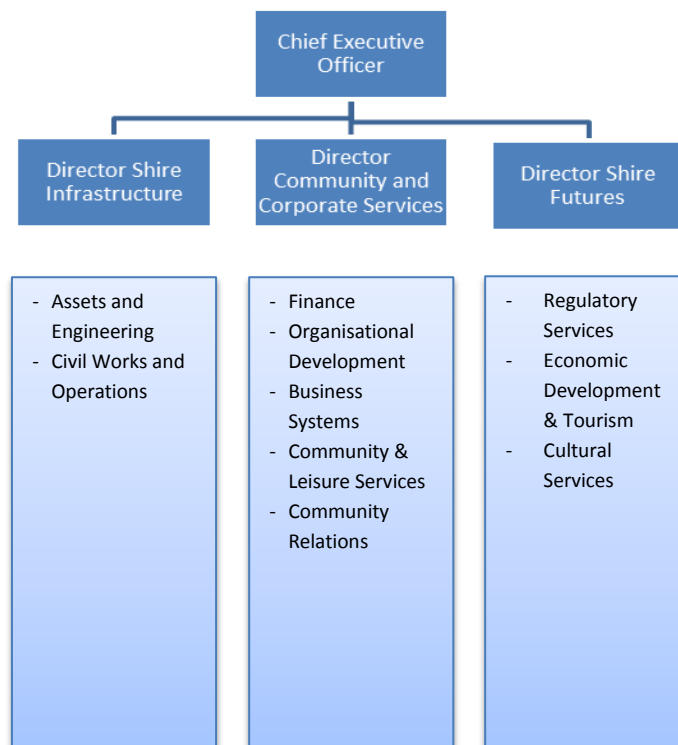 Chief Executive
Officer
Director Shire
Infrastructure
Director
Community and
Corporate Services
Director Shire
Futures
- Assets and
Engineering
- Civil Works and
Operations
- Finance
- Organisational
Development
- Business
Systems
- Community &
Leisure Services
- Community
Relations
- Regulatory
Services
- Economic
Development
& Tourism
- Cultural
Services